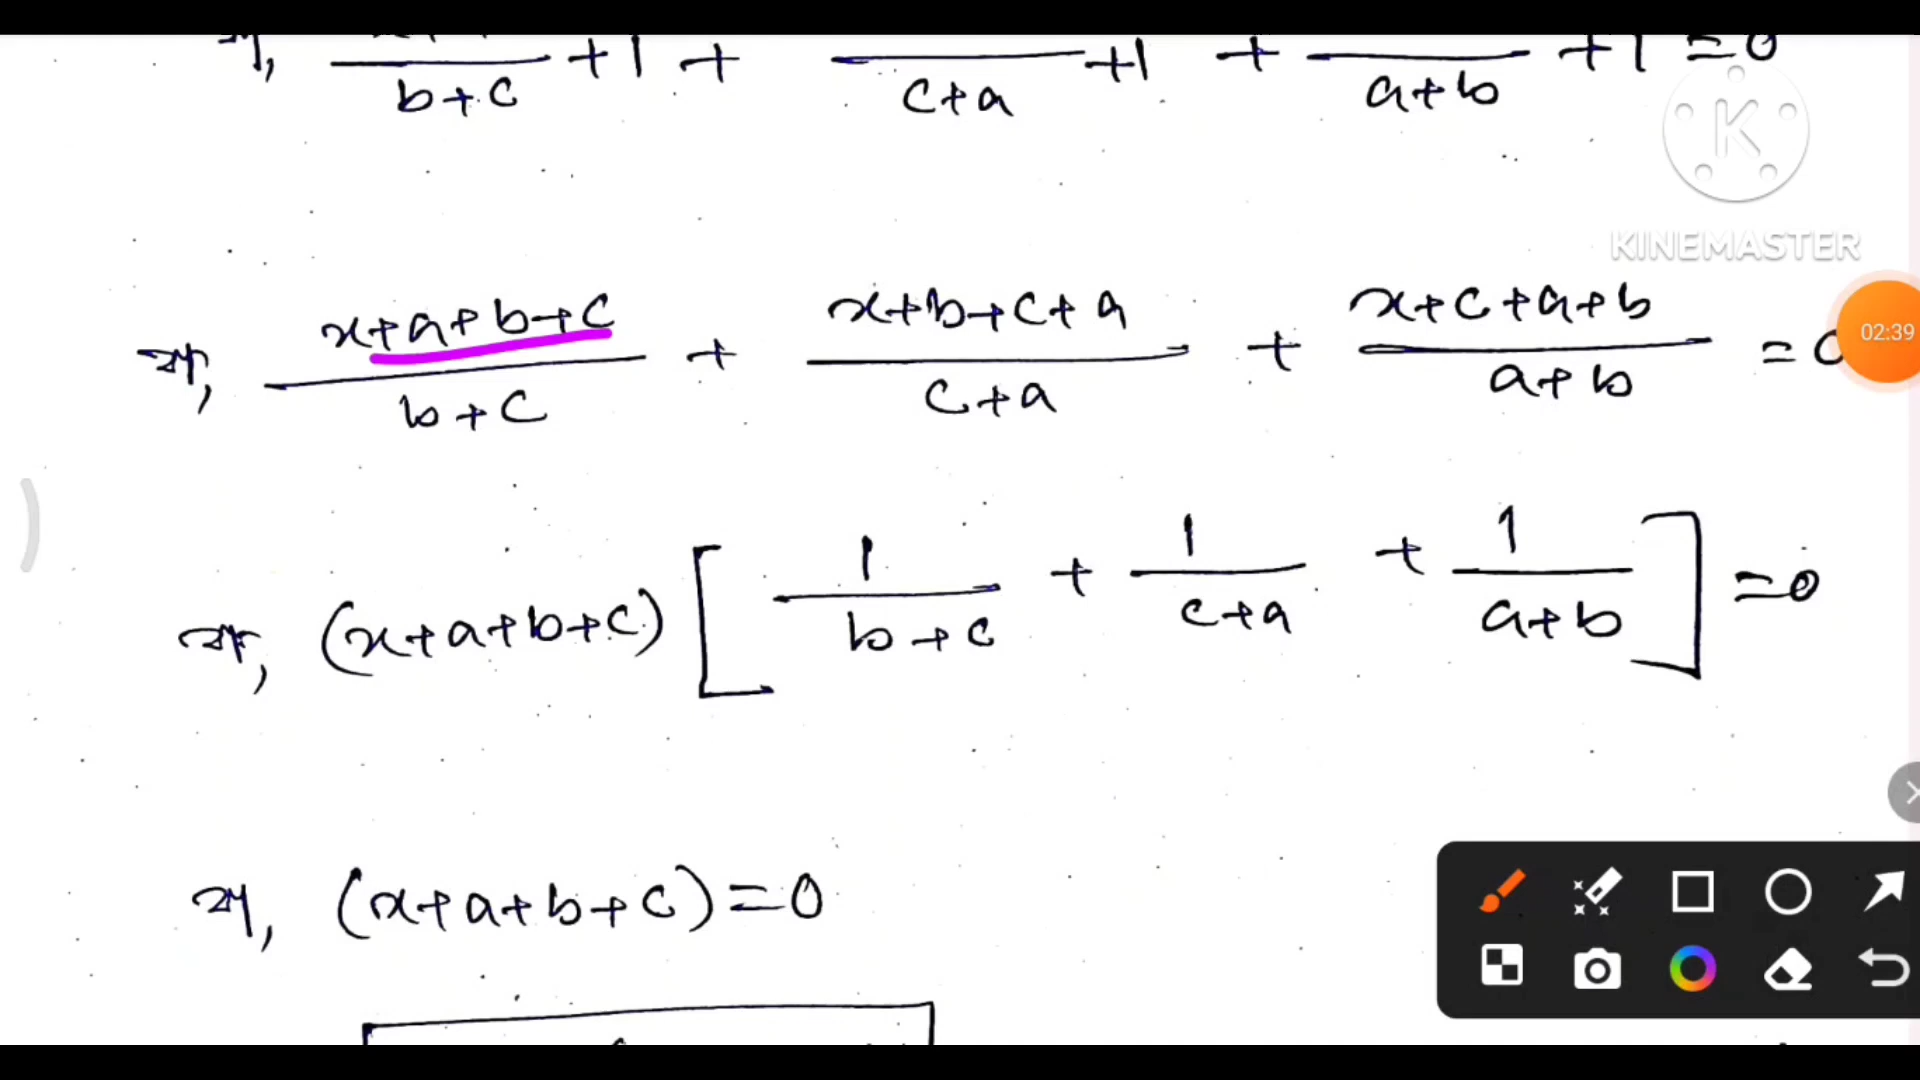 বা, b+c +1 + c+a +1 + a+b +1 =0
KINEMASTER
বা, x+a+b+c / b+c + x+b+c+a / c+a + x+c+a+b / a+b =0
02:39
বা, (x+a+b+c) [ 1 / b+c + 1 / c+a + 1 / a+b ] =0
বা, (x+a+b+c)=0